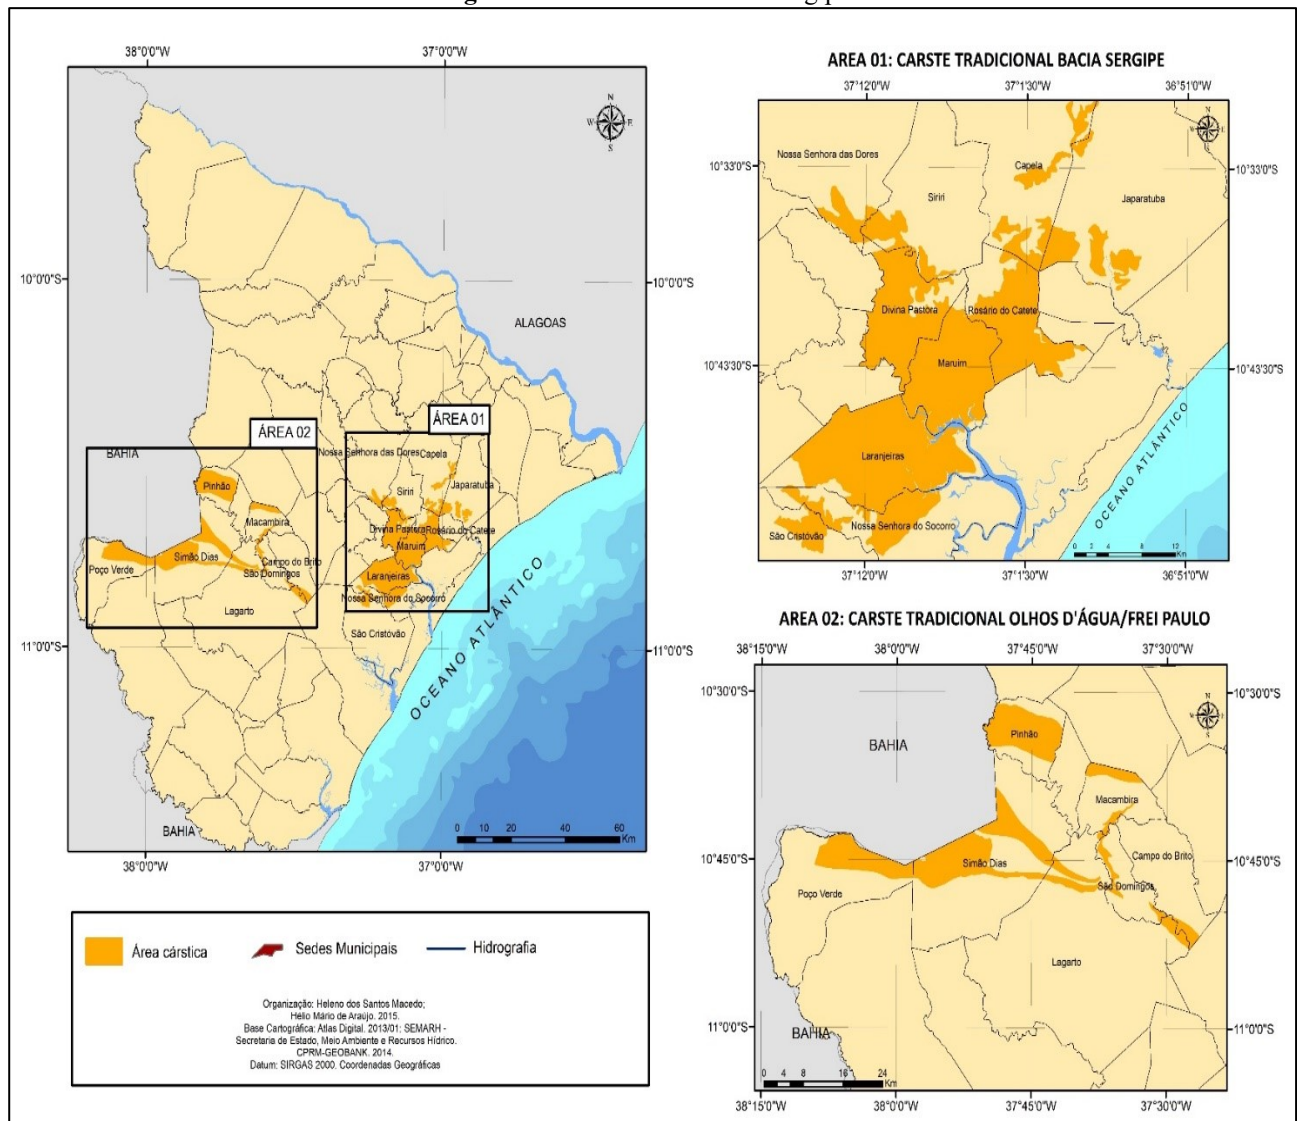 38°0'0"W
37°0'0"W
10°0'0"S
10°0'0"S
11°0'0"S
11°0'0"S
38°0'0"W
37°0'0"W
N
W
E
S
ALAGOAS
ÁREA 02
ÁREA 01
BAHIA
Nossa Senhora das Dores
Capela
Pinhão
Siriri
Japaratuba
Macambira
Divina Pastora
Rosário do Catete
Simão Dias
Campo do Brito
Maruim
Poço Verde
São Domingos
Laranjeiras
Nossa Senhora do Socorro
Lagarto
São Cristóvão
OCEANO ATLÂNTICO
BAHIA
0 10 20 40 60
Km
AREA 01: CARSTE TRADICIONAL BACIA SERGIPE
37°12'0"W
37°1'30"W
36°51'0"W
N
W
E
S
Nossa Senhora das Dores
Capela
10°33'0"S
10°33'0"S
Siriri
Japaratuba
Divina Pastora
Rosário do Catete
Maruim
10°43'30"S
10°43'30"S
Laranjeiras
OCEANO ATLÂNTICO
São Cristóvão
Nossa Senhora do Socorro
0 2 4 8 12
Km
37°12'0"W
37°1'30"W
36°51'0"W
AREA 02: CARSTE TRADICIONAL OLHOS D'ÁGUA/FREI PAULO
38°15'0"W
38°0'0"W
37°45'0"W
37°30'0"W
10°30'0"S
10°30'0"S
N
W
E
S
BAHIA
Pinhão
Macambira
10°45'0"S
Simão Dias
Campo do Brito
10°45'0"S
Poço Verde
São Domingos
Lagarto
11°0'0"S
BAHIA
11°0'0"S
0 4 8 16 24
Km
38°15'0"W
38°0'0"W
37°45'0"W
37°30'0"W
Área cárstica
Sedes Municipais
Hidrografia
Organização: Heleno dos Santos Macedo;
Hélio Mário de Araújo. 2015.
Base Cartográfica: Atlas Digital. 2013/01; SEMARH -
Secretaria de Estado, Meio Ambiente e Recursos Hídrico.
CPRM-GEOBANK. 2014.
Datum: SIRGAS 2000. Coordenadas Geográficas